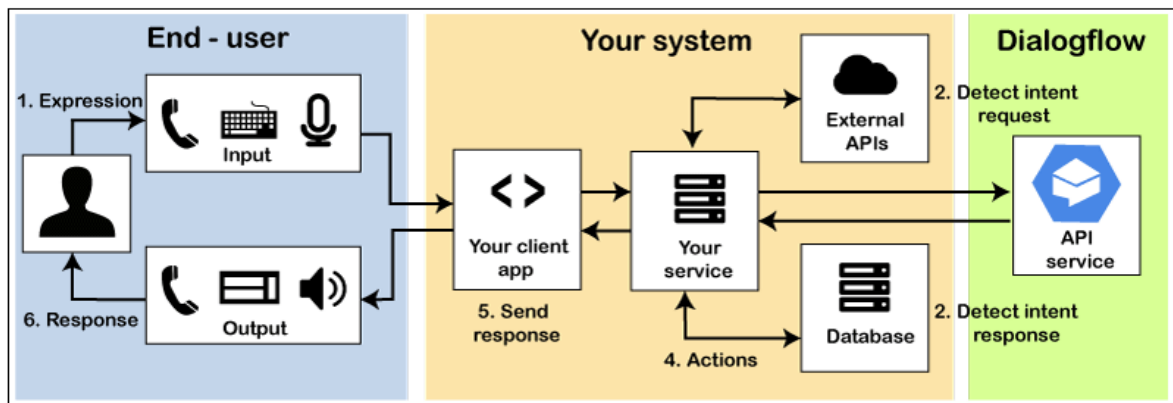 End - user
Your system
Dialogflow
1. Expression
Input
External
APIs
2. Detect intent
request
Your client
app
Your
service
API
service
6. Response
Output
5. Send
response
4. Actions
Database
2. Detect intent
response